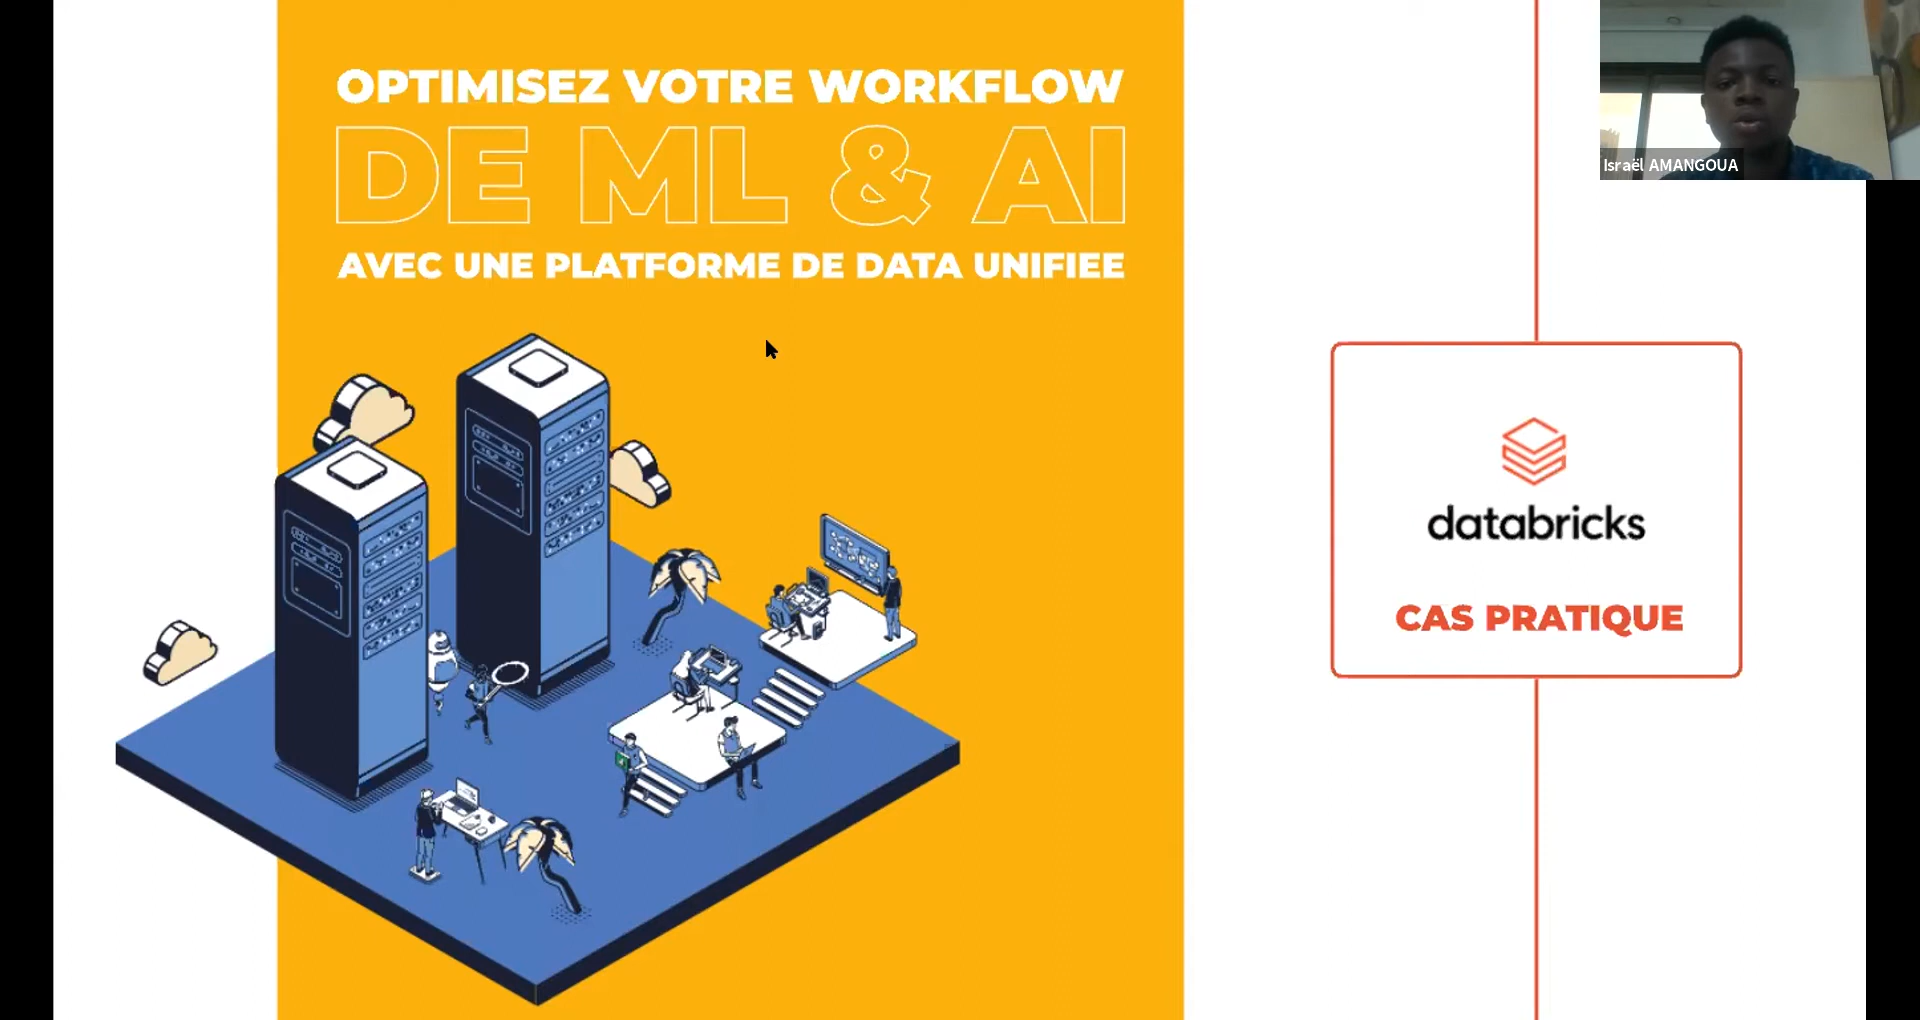 OPTIMISEZ VOTRE WORKFLOW
DE ML & AI
AVEC UNE PLATFORME DE DATA UNIFIEE
Israël AMANGOUA
databricks
CAS PRATIQUE